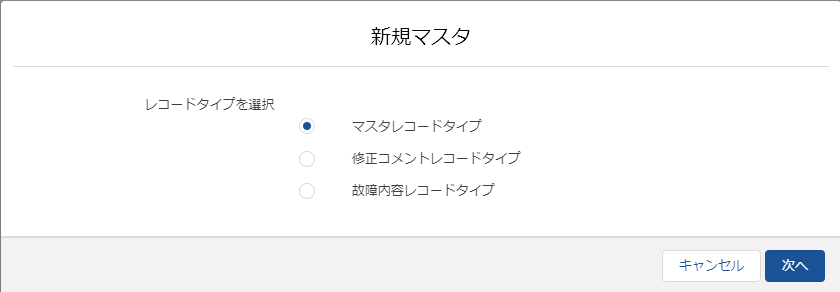 新規マスタ
レコードタイプを選択
マスタレコードタイプ
修正コメントレコードタイプ
故障内容レコードタイプ
キャンセル
次へ